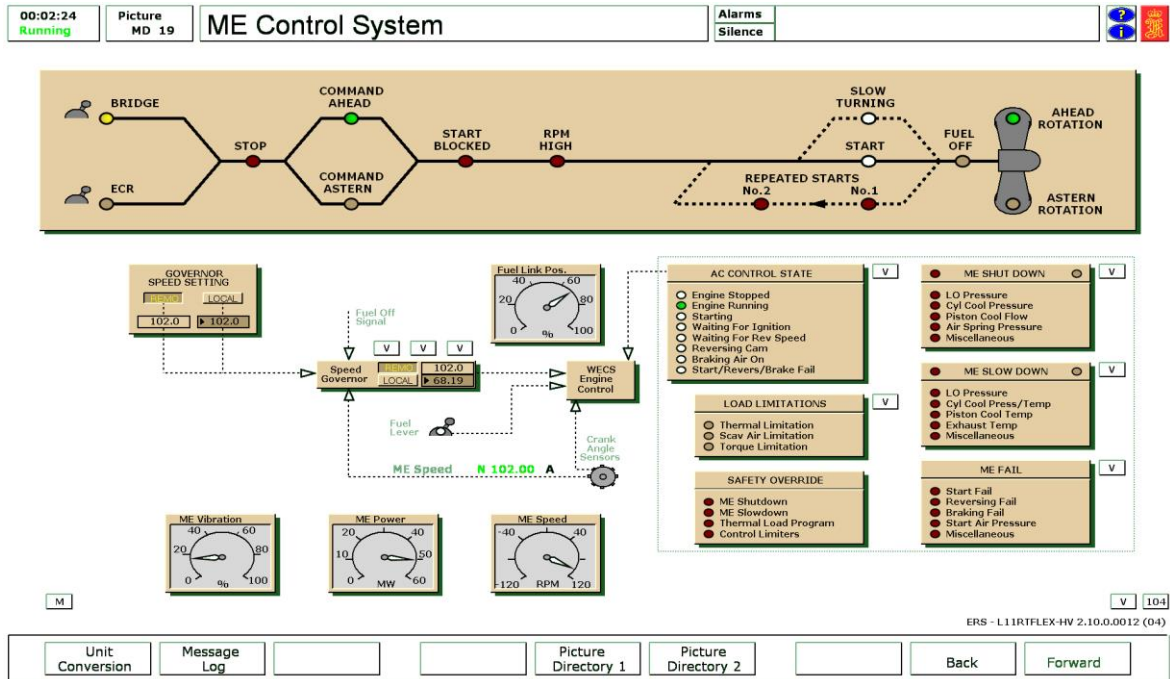 00:02:24
Running
Picture
MD 19
ME Control System
Alarms
Silence
?
i
BRIDGE
COMMAND
AHEAD
STOP
START
BLOCKED
RPM
HIGH
SLOW
TURNING
START
FUEL
OFF
AHEAD
ROTATION
ECR
COMMAND
ASTERN
REPEATED STARTS
No.2
No.1
ASTERN
ROTATION
GOVERNOR
SPEED SETTING
REMO
LOCAL
102.0
102.0
Fuel Off
Signal
V
V
V
Speed
Governor
REMO
LOCAL
102.0
68.19
Fuel Link Pos.
40
60
20
80
0
%
100
WECS
Engine
Control
Fuel
Lever
Crank
Angle
Sensors
ME Speed N 102.00 A
AC CONTROL STATE
V
Engine Stopped
Engine Running
Starting
Waiting For Ignition
Waiting For Rev Speed
Reversing Cam
Braking Air On
Start/Revers/Brake Fail
LOAD LIMITATIONS
V
Thermal Limitation
Scav Air Limitation
Torque Limitation
SAFETY OVERRIDE
ME Shutdown
ME Slowdown
Thermal Load Program
Control Limiters
ME SHUT DOWN
V
LO Pressure
Cyl Cool Pressure
Piston Cool Flow
Air Spring Pressure
Miscellaneous
ME SLOW DOWN
V
LO Pressure
Cyl Cool Press/Temp
Piston Cool Temp
Exhaust Temp
Miscellaneous
ME FAIL
V
Start Fail
Reversing Fail
Braking Fail
Start Air Pressure
Miscellaneous
ME Vibration
40
60
20
80
0
%
100
ME Power
20
40
10
50
0
MW
60
ME Speed
-40
40
-120
RPM
120
M
V
104
ERS - L11RTFLEX-HV 2.10.0.0012 (04)
Unit
Conversion
Message
Log
Picture
Directory 1
Picture
Directory 2
Back
Forward